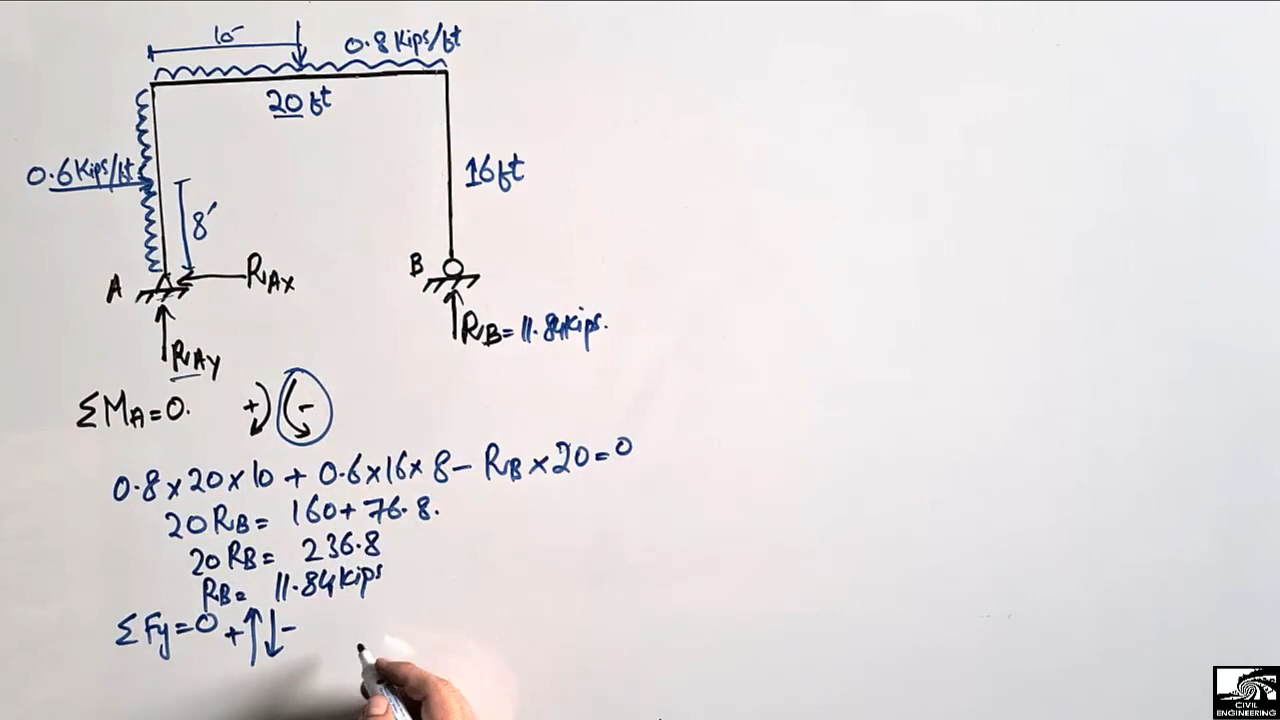 10
0.8 Kips/ft
20 ft
0.6 Kips/ft
16 ft
8'
A
RAX
B
RB = 11.84 Kips.
RAY
ΣMA = 0. + -
0.8 × 20 × 10 + 0.6 × 16 × 8 - RB × 20 = 0
20 RB = 160 + 76.8.
20 RB = 236.8
RB = 11.84 Kips
ΣFy = 0 + ↑ ↓ -
CIVIL
ENGINEERING